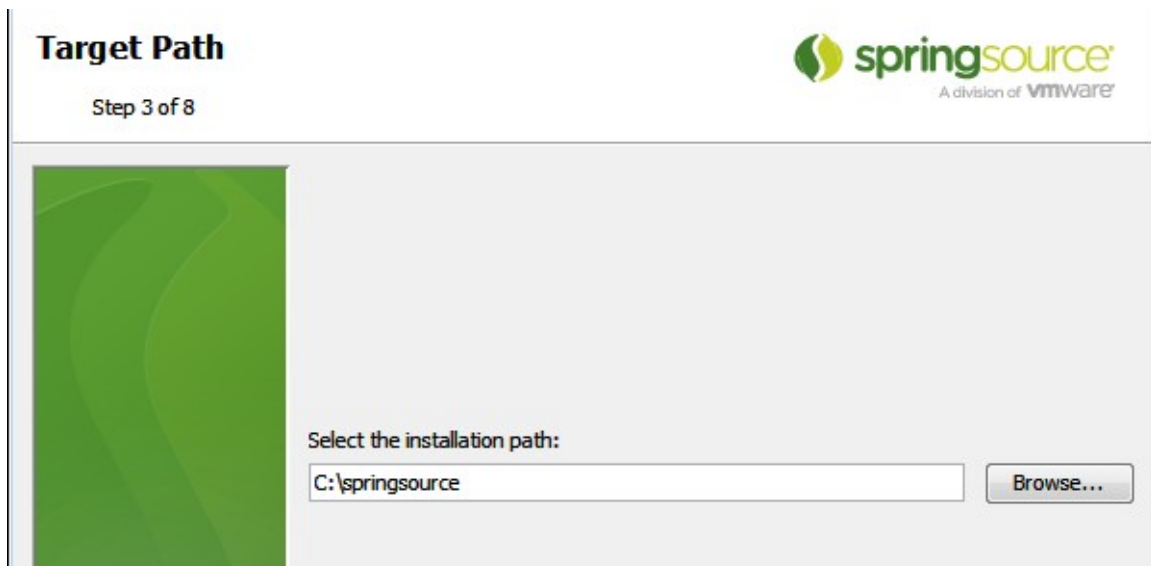 Target Path
springsource
A division of vmware
Step 3 of 8
Select the installation path:
C:\springsource
Browse...